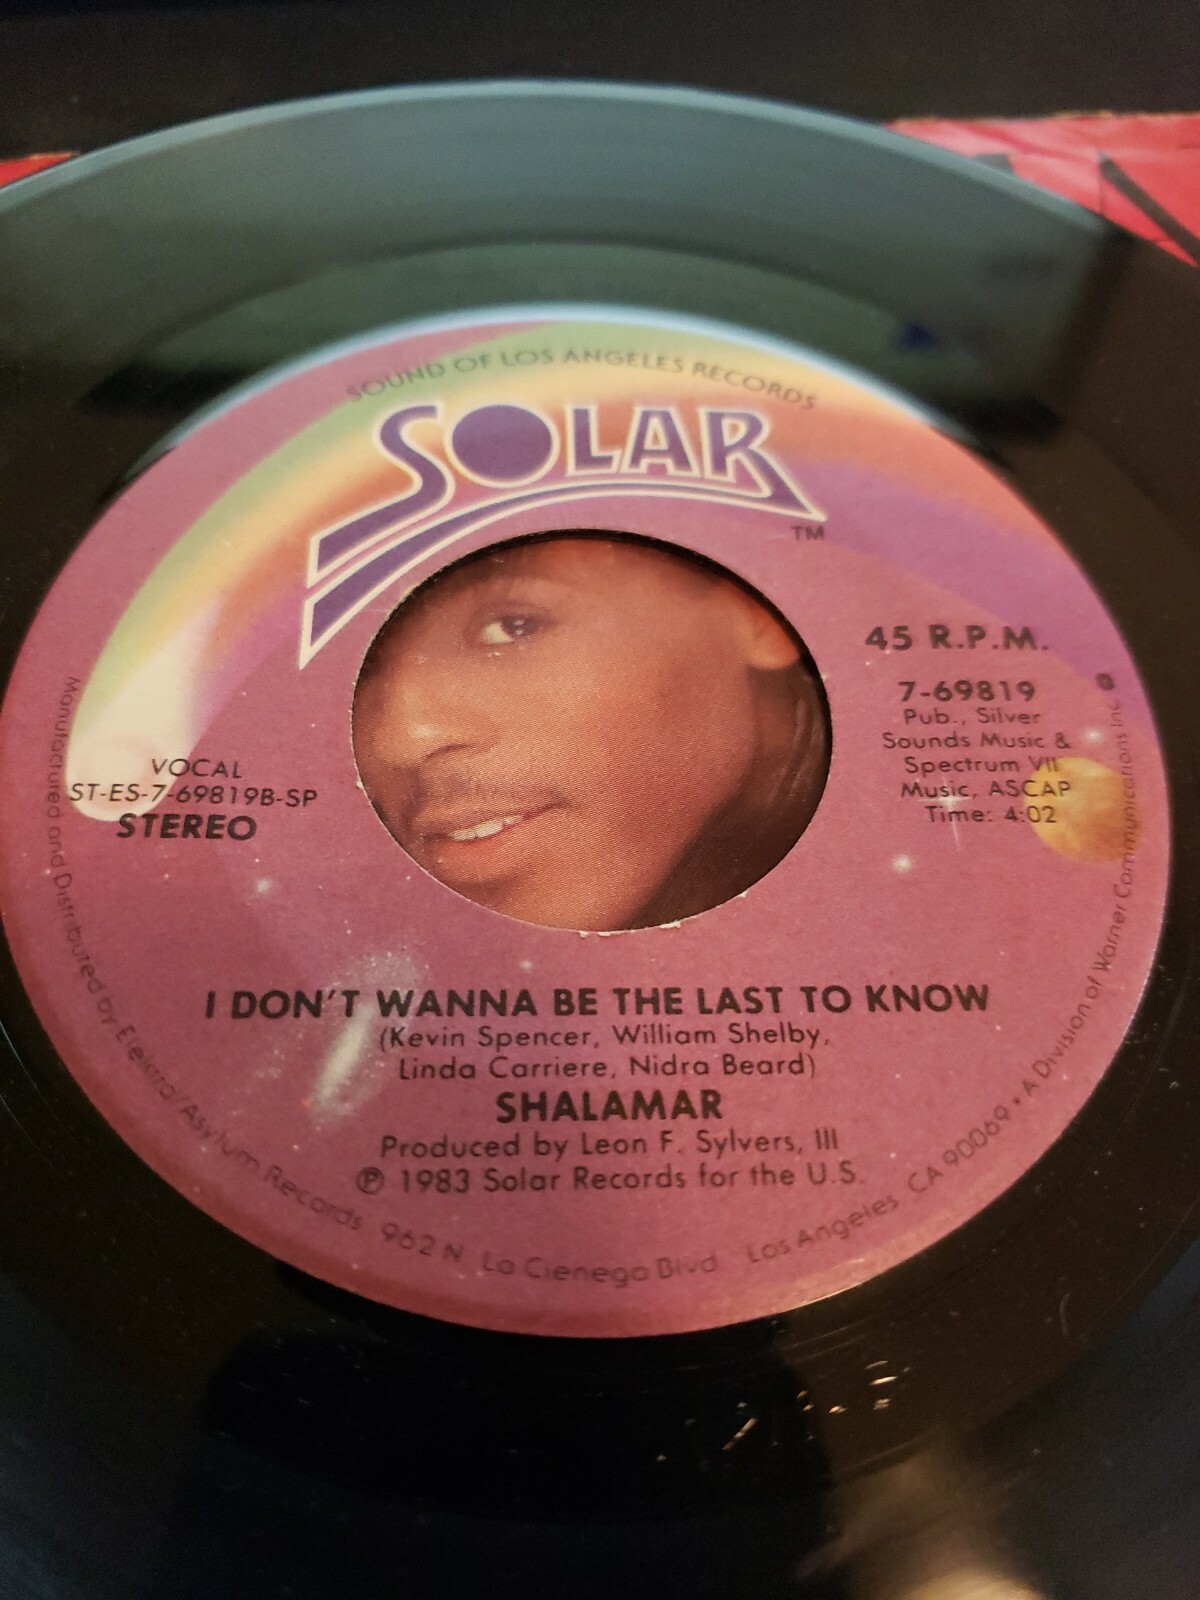 SOUND OF LOS ANGELES RECORDS
SOLAR
TM
45 R.P.M.
7-69819
Pub., Silver
Sounds Music &
Spectrum VII
Music, ASCAP
Time: 4:02
VOCAL
ST-ES-7-69819B-SP
STEREO
I DON'T WANNA BE THE LAST TO KNOW
(Kevin Spencer, William Shelby,
Linda Carriere, Nidra Beard)
SHALAMAR
Produced by Leon F. Sylvers, III
℗ 1983 Solar Records for the U.S.
Manufactured and Distributed by Elektra/Asylum Records 962 N La Cienega Blvd Los Angeles CA 90069 • A Division of Warner Communications Inc